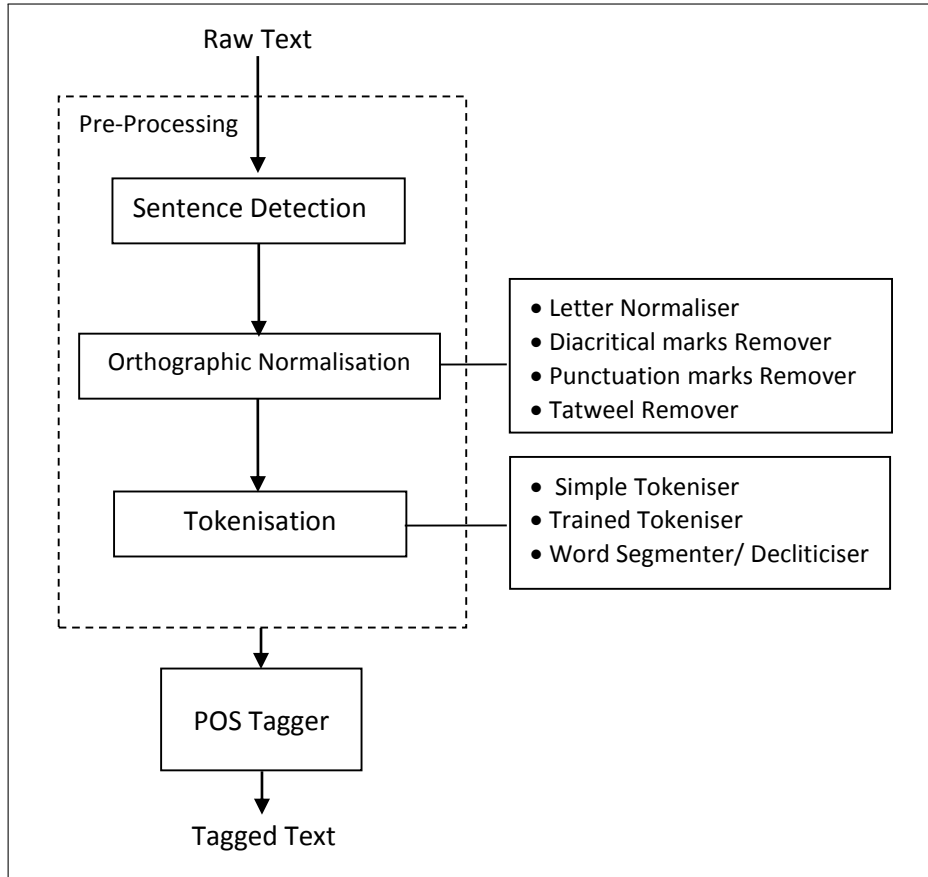 Raw Text
Pre-Processing
Sentence Detection
Orthographic Normalisation
• Letter Normaliser
• Diacritical marks Remover
• Punctuation marks Remover
• Tatweel Remover
Tokenisation
• Simple Tokeniser
• Trained Tokeniser
• Word Segmenter/ Decliticiser
POS Tagger
Tagged Text